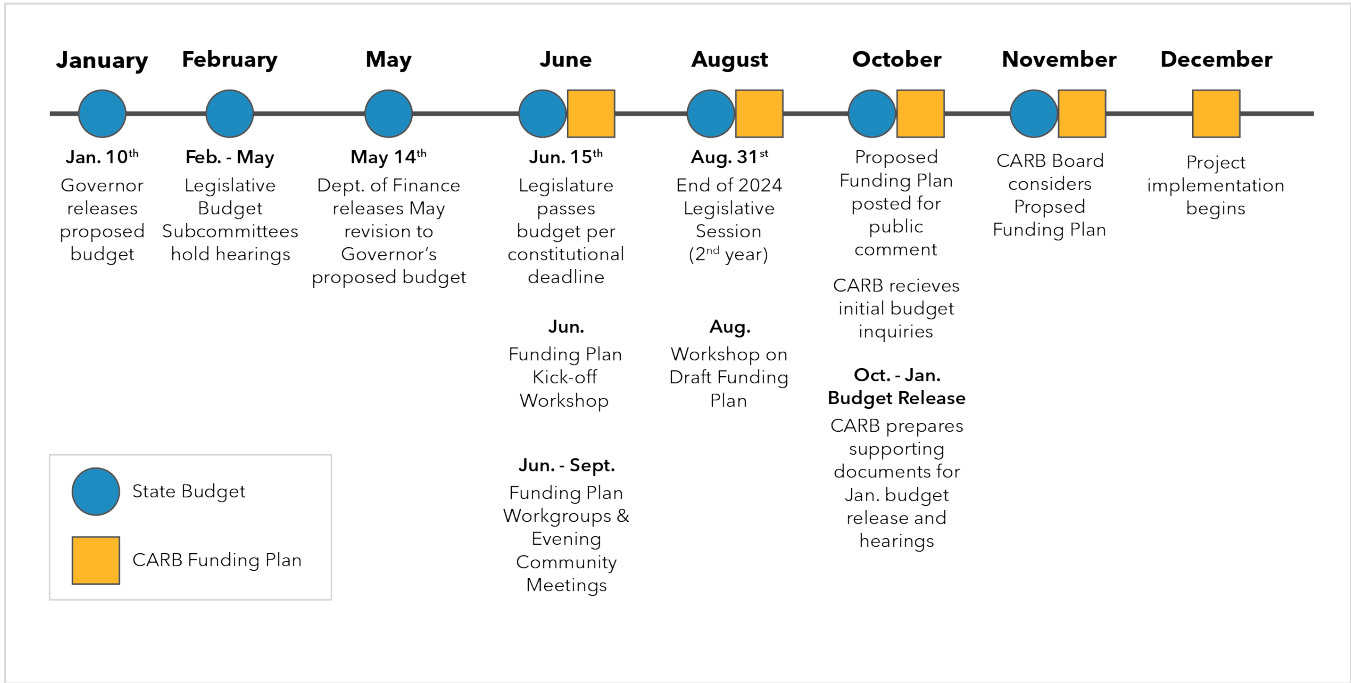 January
Jan. 10th
Governor
releases
proposed
budget
February
Feb. - May
Legislative
Budget
Subcommittees
hold hearings
May
May 14th
Dept. of Finance
releases May
revision to
Governor's
proposed budget
June
Jun. 15th
Legislature
passes
budget per
constitutional
deadline
Jun.
Funding Plan
Kick-off
Workshop
Jun. - Sept.
Funding Plan
Workgroups &
Evening
Community
Meetings
August
Aug. 31st
End of 2024
Legislative
Session
(2nd year)
Aug.
Workshop on
Draft Funding
Plan
October
Proposed
Funding Plan
posted for
public
comment
CARB recieves
initial budget
inquiries
Oct. - Jan.
Budget Release
CARB prepares
supporting
documents for
Jan. budget
release and
hearings
November
CARB Board
considers
Propsed
Funding Plan
December
Project
implementation
begins
State Budget
CARB Funding Plan